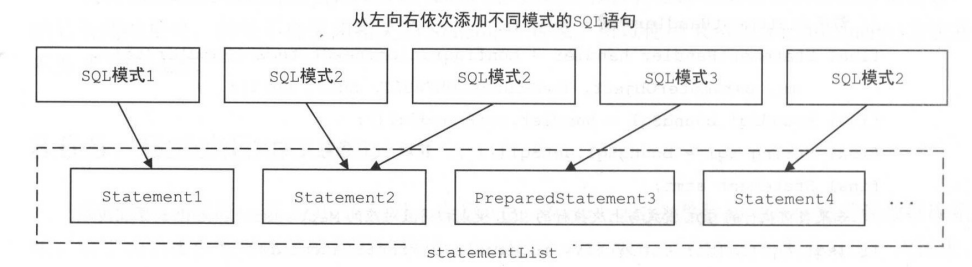 从左向右依次添加不同模式的SQL语句
SQL模式1
SQL模式2
SQL模式2
SQL模式3
SQL模式2
Statement1
Statement2
PreparedStatement3
Statement4
...
statementList